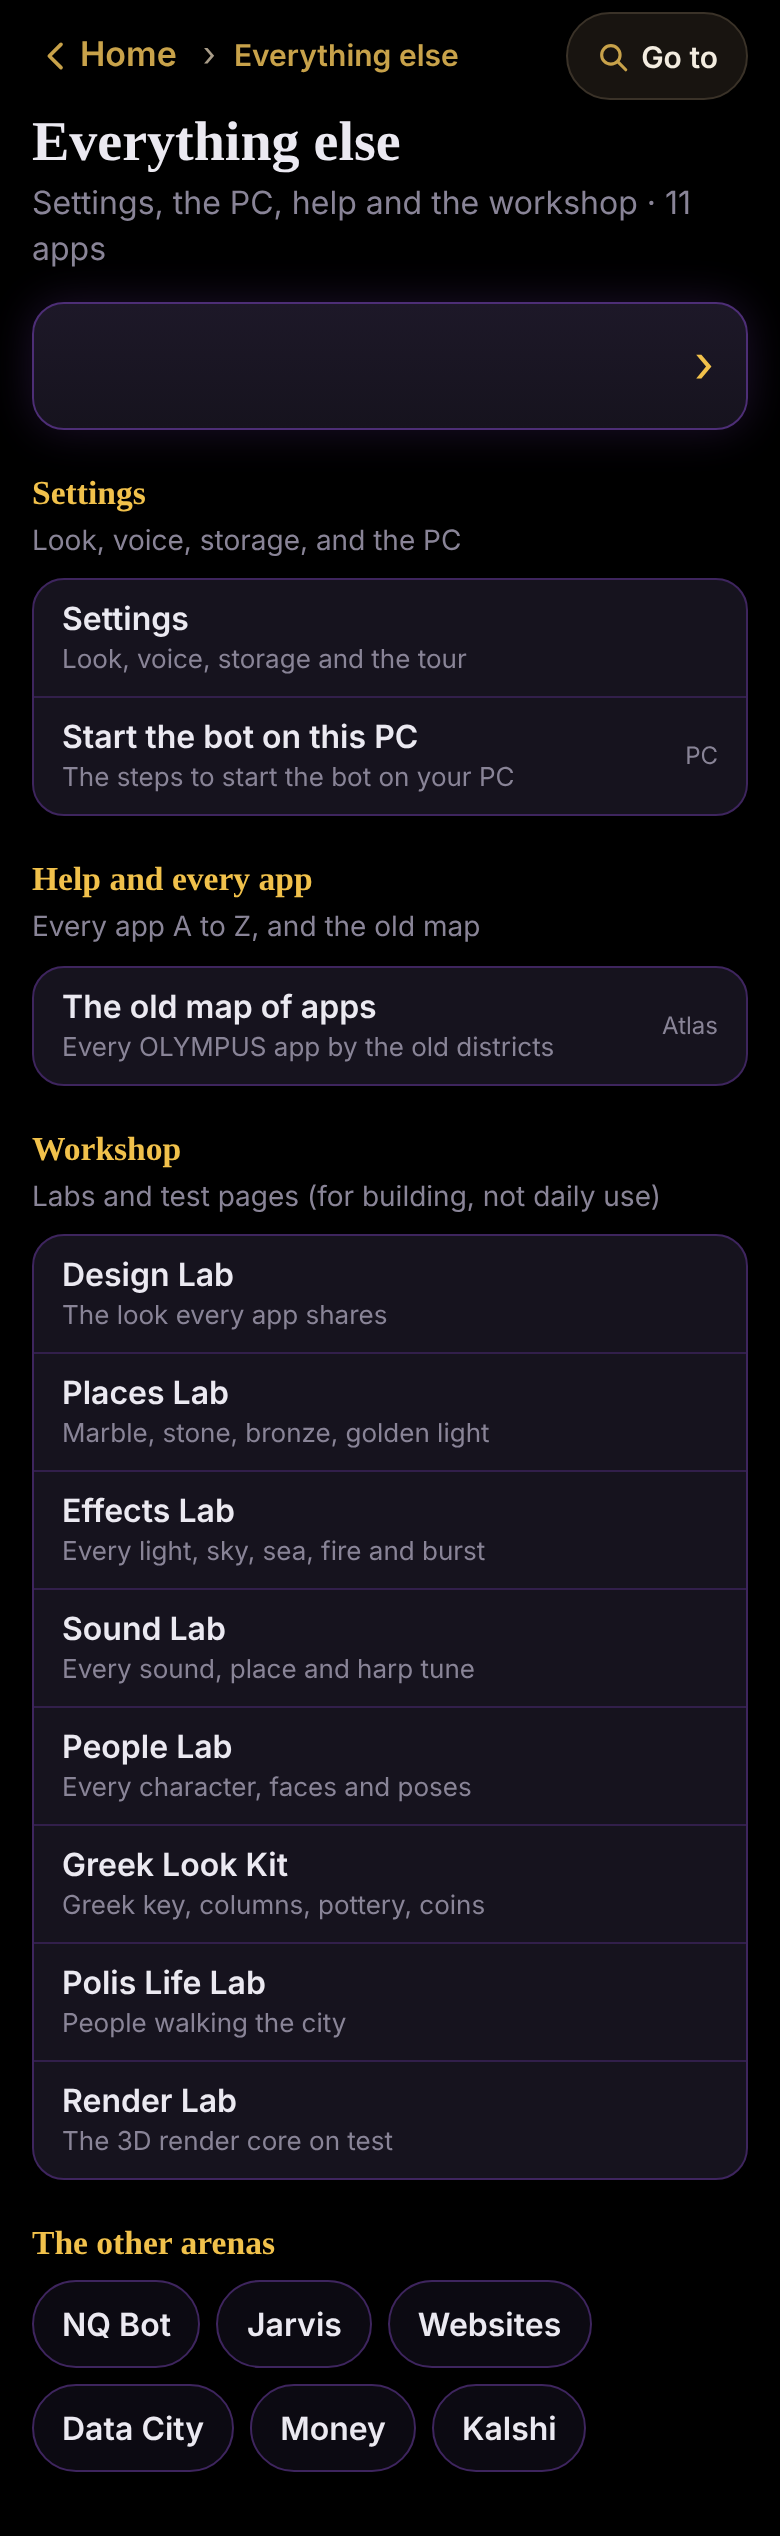 Home › Everything else
Go to
Everything else
Settings, the PC, help and the workshop · 11
apps
Settings
Look, voice, storage, and the PC
Settings
Look, voice, storage and the tour
Start the bot on this PC
The steps to start the bot on your PC
PC
Help and every app
Every app A to Z, and the old map
The old map of apps
Every OLYMPUS app by the old districts
Atlas
Workshop
Labs and test pages (for building, not daily use)
Design Lab
The look every app shares
Places Lab
Marble, stone, bronze, golden light
Effects Lab
Every light, sky, sea, fire and burst
Sound Lab
Every sound, place and harp tune
People Lab
Every character, faces and poses
Greek Look Kit
Greek key, columns, pottery, coins
Polis Life Lab
People walking the city
Render Lab
The 3D render core on test
The other arenas
NQ Bot
Jarvis
Websites
Data City
Money
Kalshi